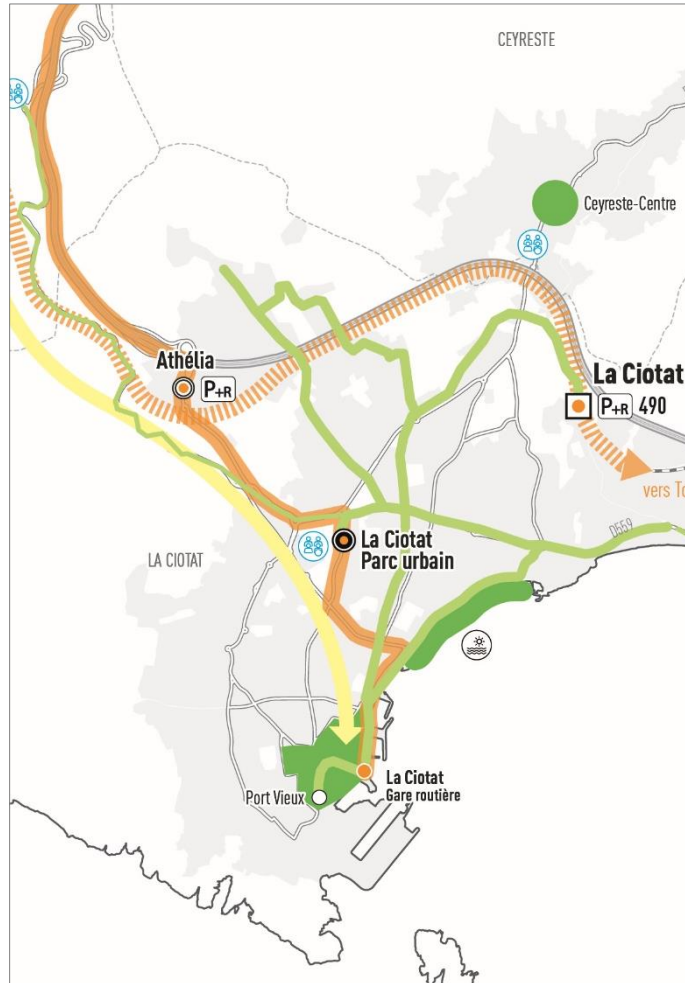 CEYRESTE
Ceyreste-Centre
Athélia
P+R
La Ciotat
P+R 490
vers To
D559
La Ciotat
Parc urbain
LA CIOTAT
La Ciotat
Gare routière
Port Vieux